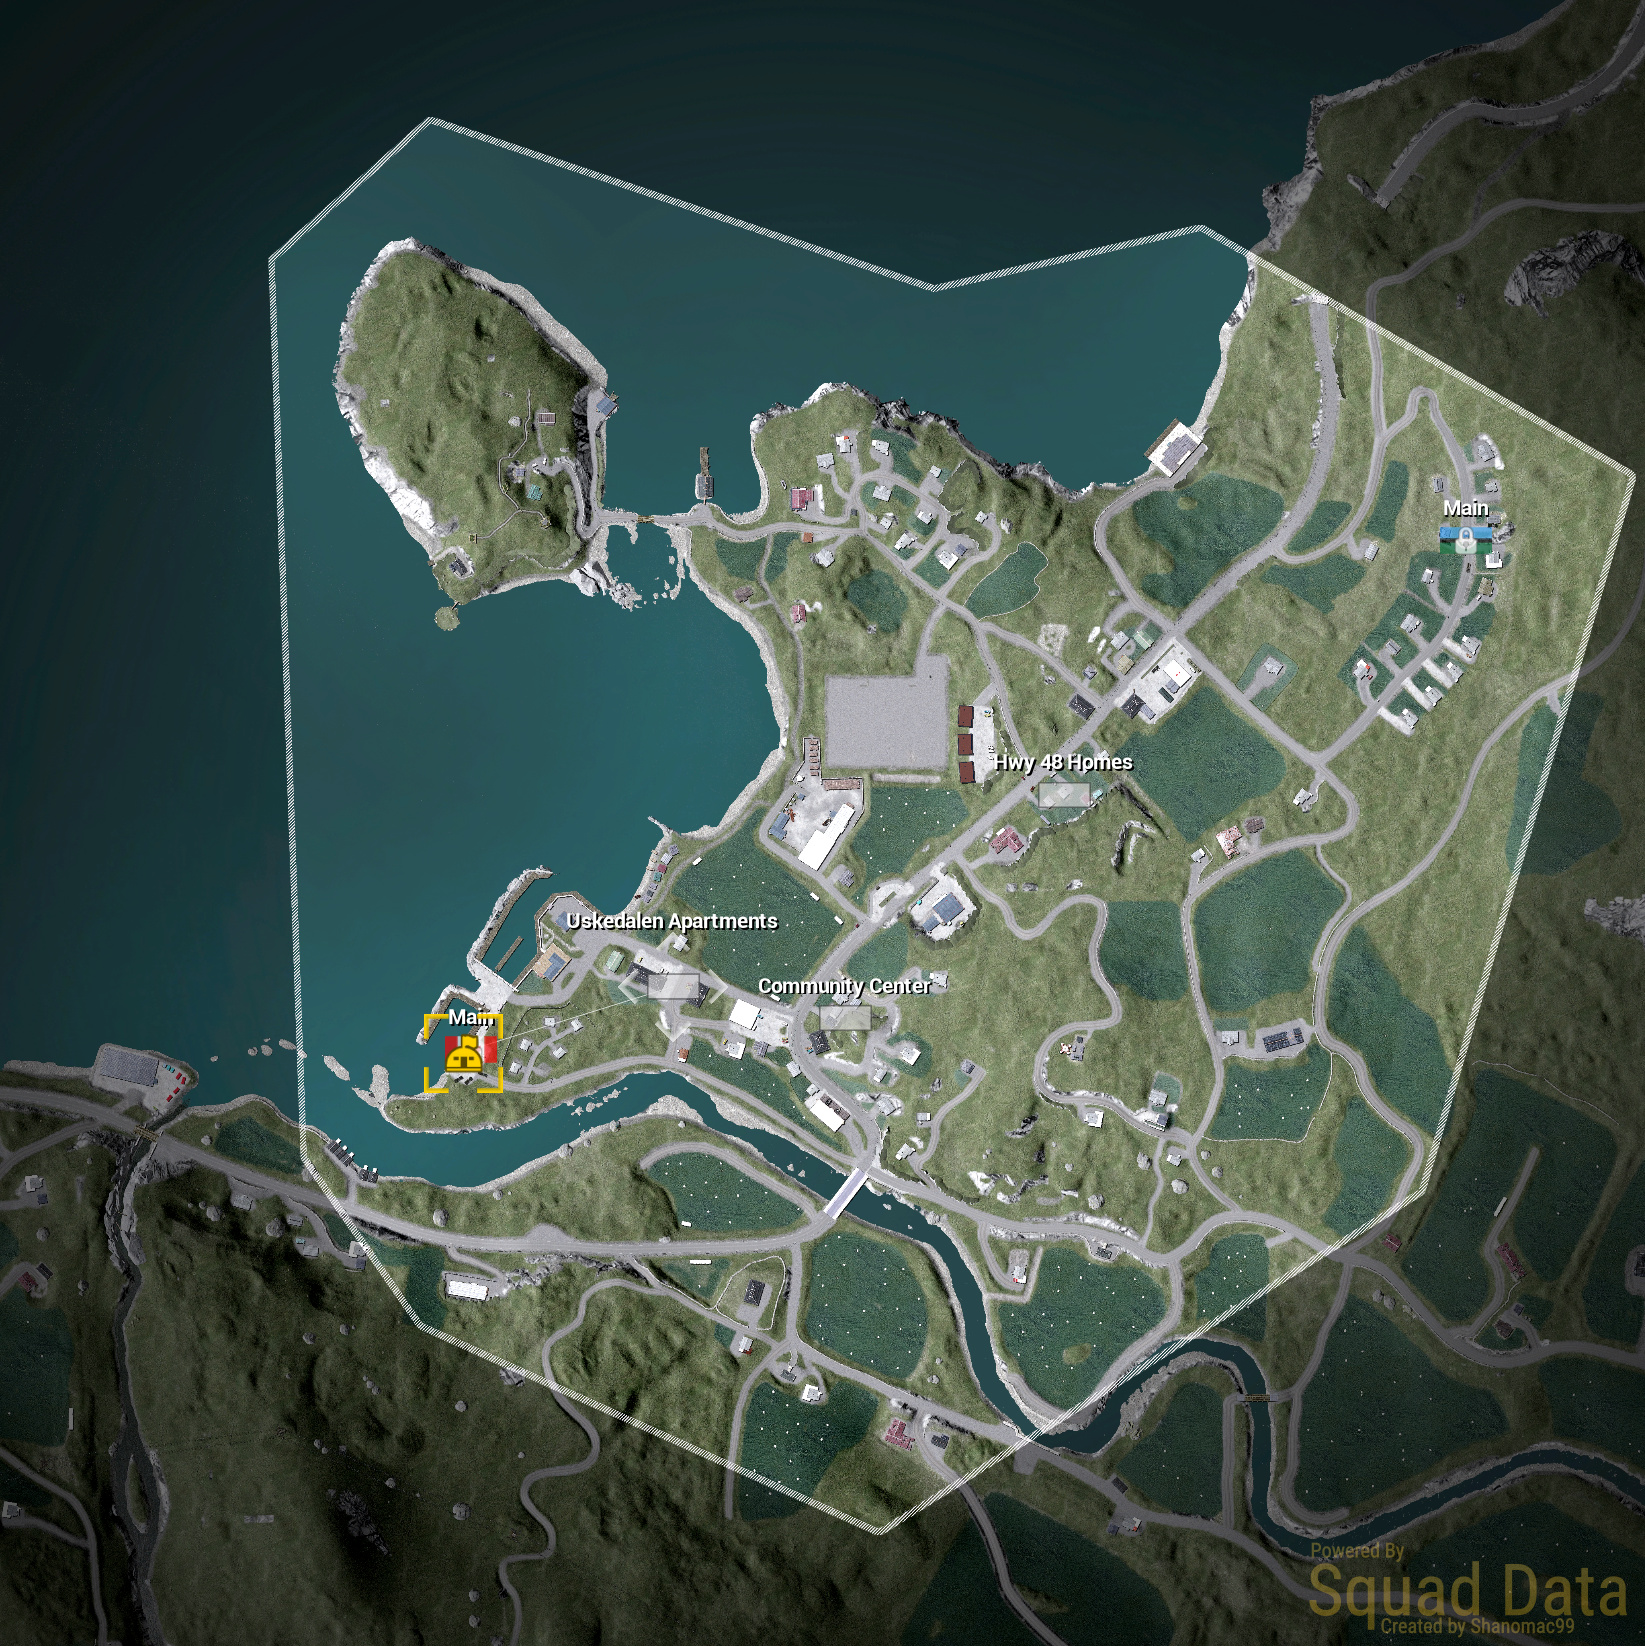 Main
Hwy 48 Homes
Uskedalen Apartments
Community Center
Main
Powered By
Squad Data
Created by Shanomac99